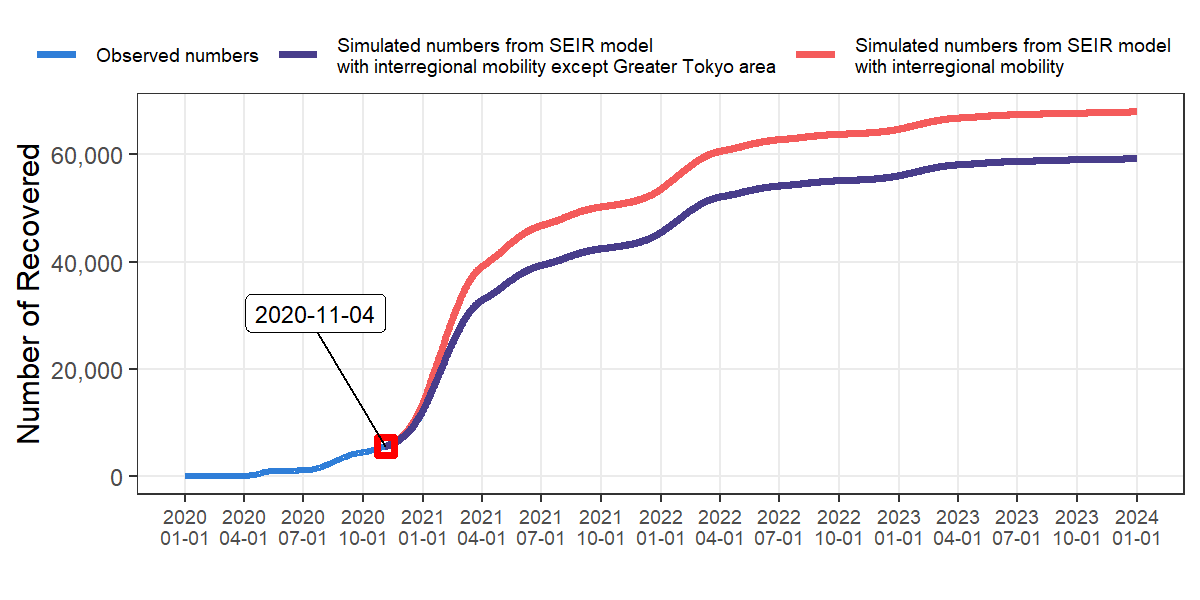 Observed numbers
Simulated numbers from SEIR model
with interregional mobility except Greater Tokyo area
Simulated numbers from SEIR model
with interregional mobility
Number of Recovered
60,000
40,000
20,000
0
2020-11-04
2020 2020 2020 2020 2021 2021 2021 2021 2022 2022 2022 2022 2023 2023 2023 2023 2024
01-01 04-01 07-01 10-01 01-01 04-01 07-01 10-01 01-01 04-01 07-01 10-01 01-01 04-01 07-01 10-01 01-01